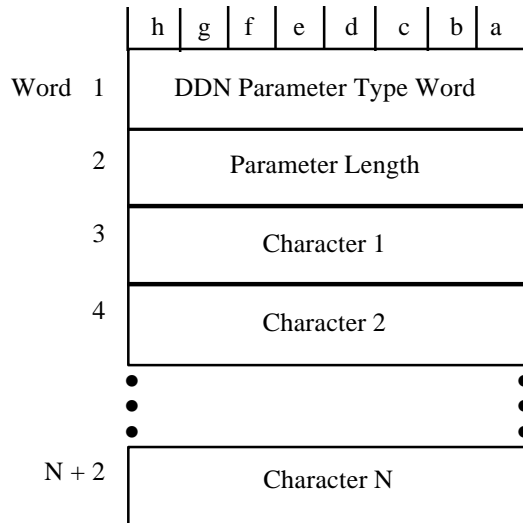 h g f e d c b a
Word 1 DDN Parameter Type Word
2 Parameter Length
3 Character 1
4 Character 2
N + 2 Character N